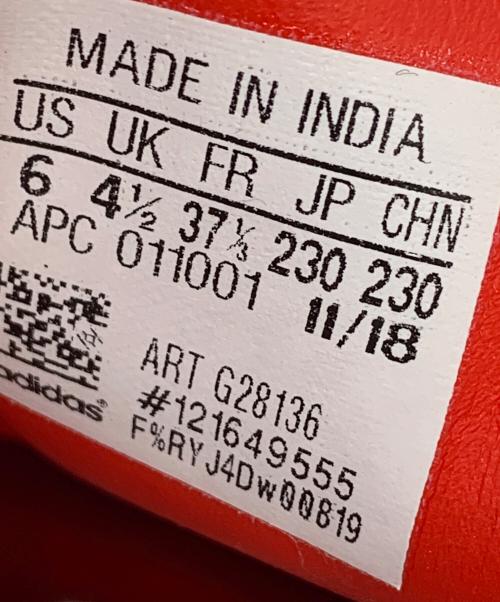 MADE IN INDIA
US UK FR JP CHN
6 4½ 37⅓ 230 230
APC 011001 11/18
ART G28136
#121649555
F%RYJ4Dw00819
adidas®